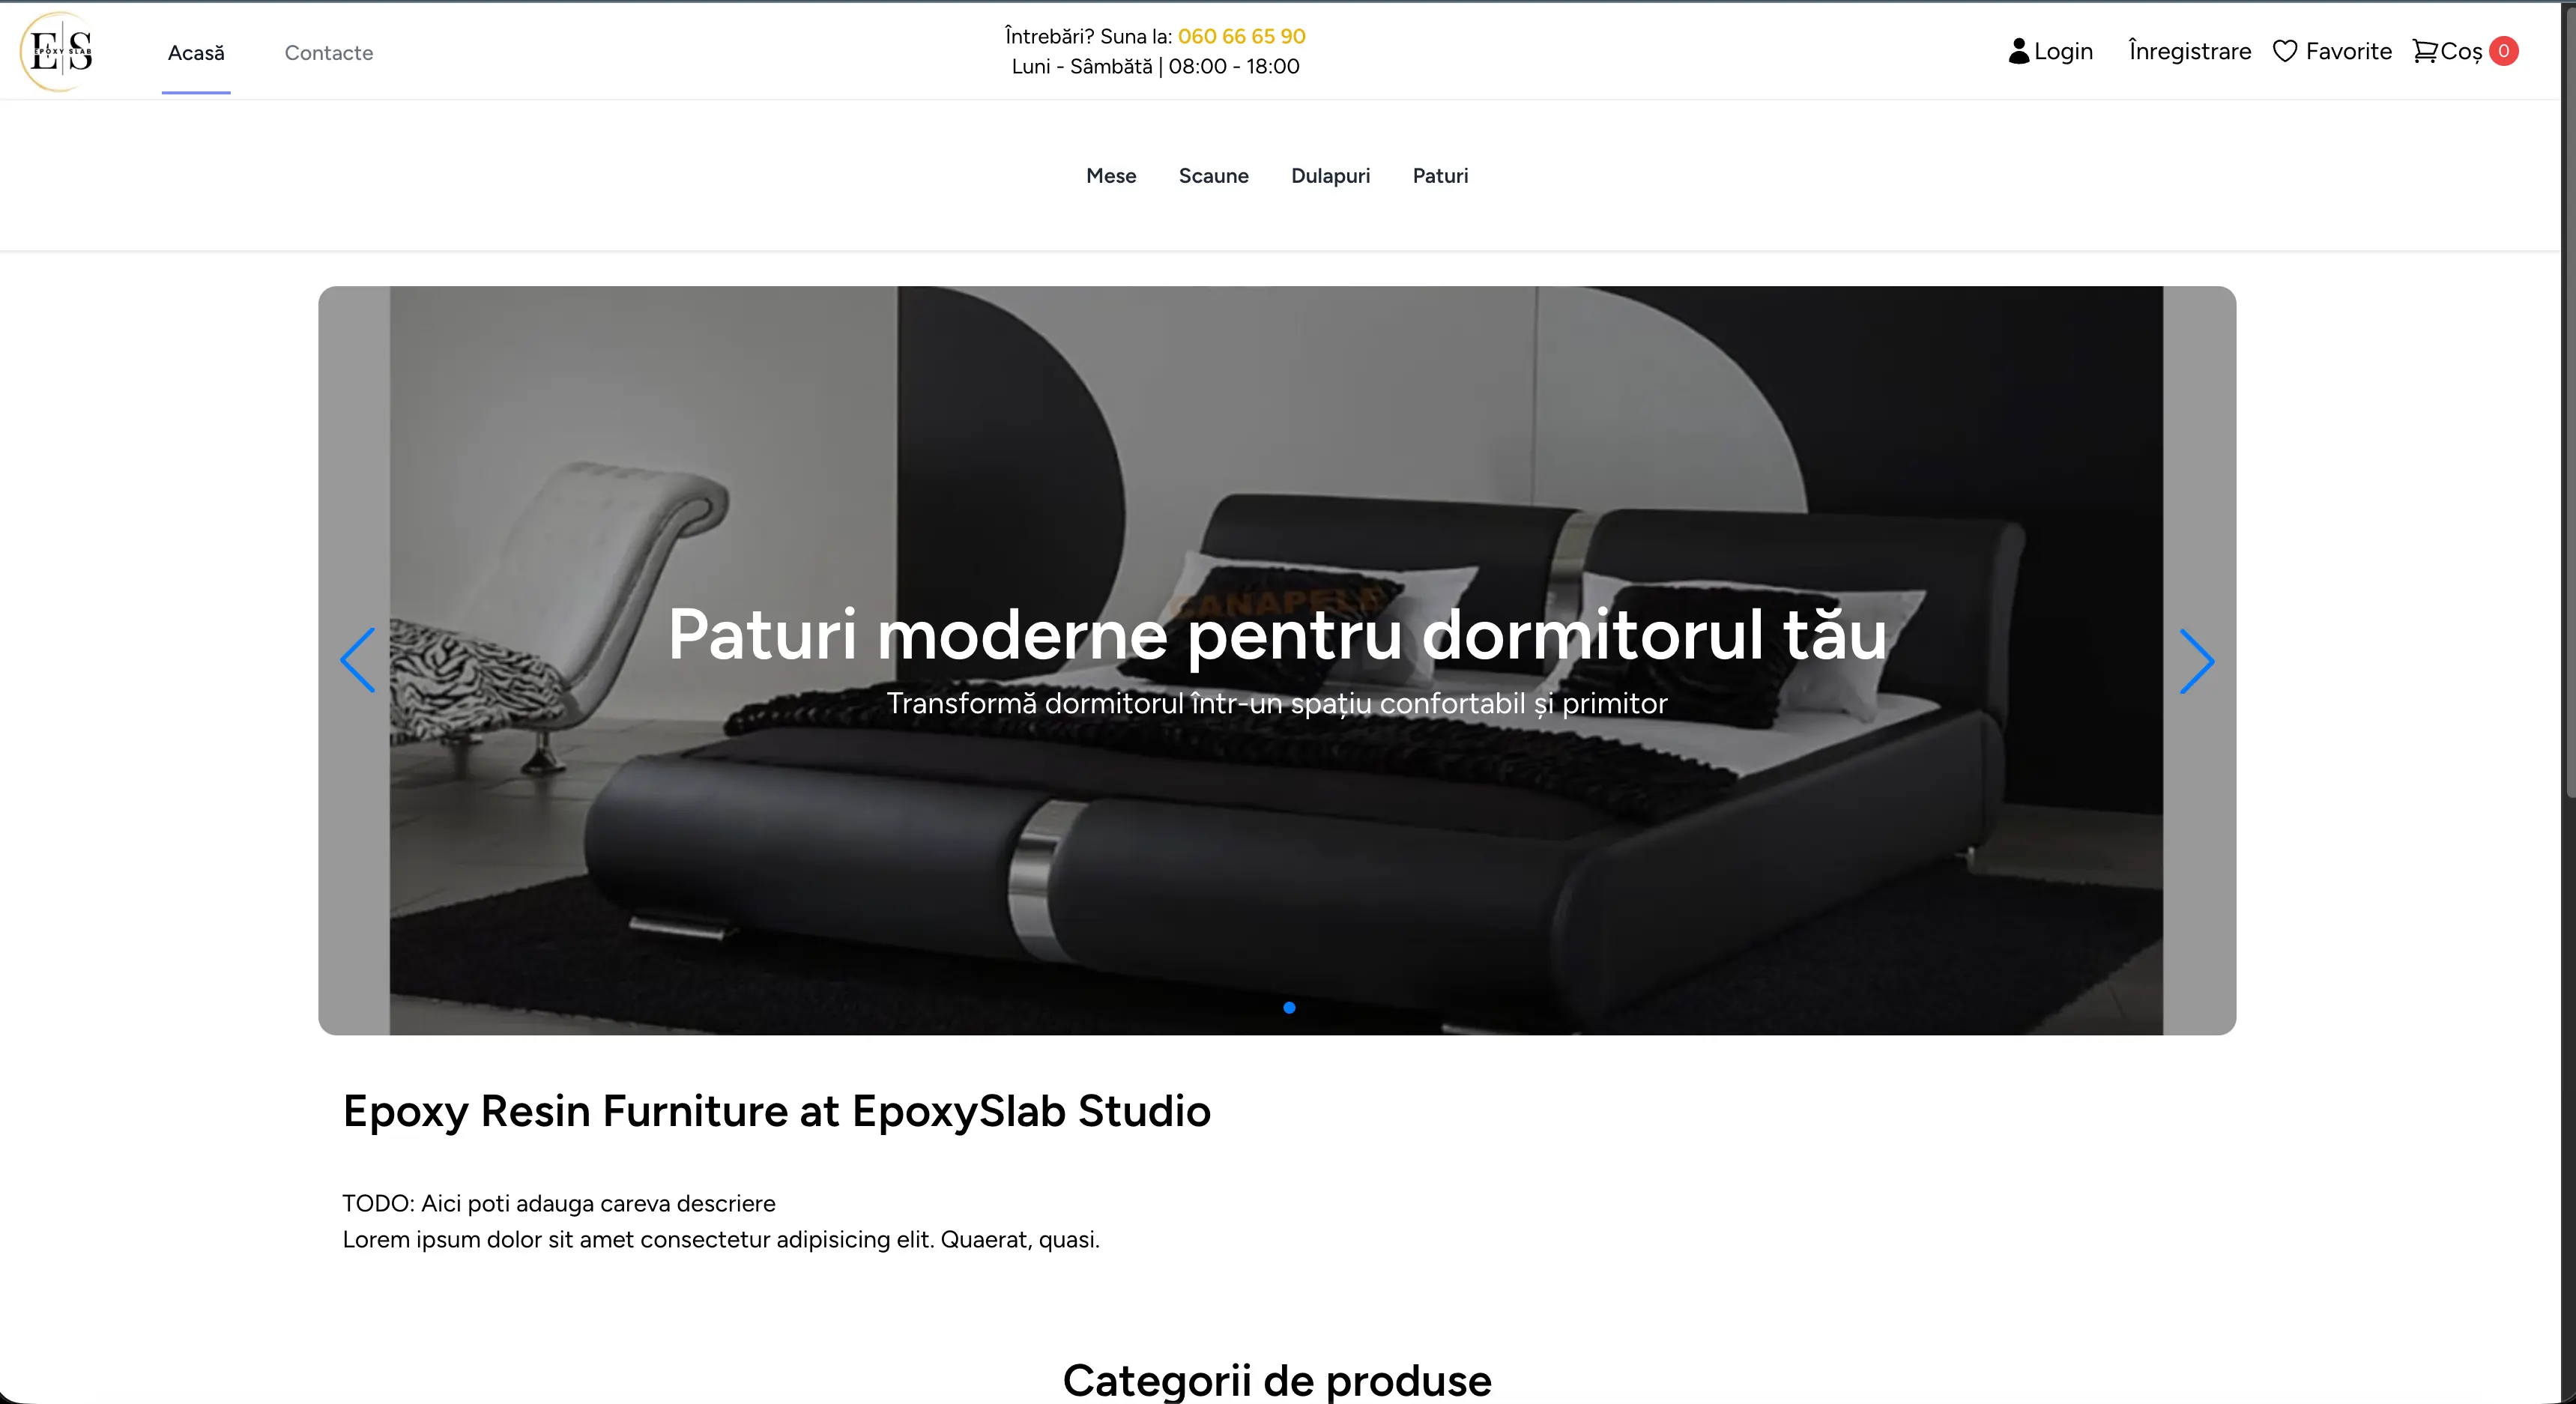 E|S
EPOXY SLAB
Acasă
Contacte
Întrebări? Suna la: 060 66 65 90
Luni - Sâmbătă | 08:00 - 18:00
Login
Înregistrare
Favorite
Coș 0
Mese
Scaune
Dulapuri
Paturi
CANAPELE
Paturi moderne pentru dormitorul tău
Transformă dormitorul într-un spațiu confortabil și primitor
Epoxy Resin Furniture at EpoxySlab Studio
TODO: Aici poti adauga careva descriere
Lorem ipsum dolor sit amet consectetur adipisicing elit. Quaerat, quasi.
Categorii de produse